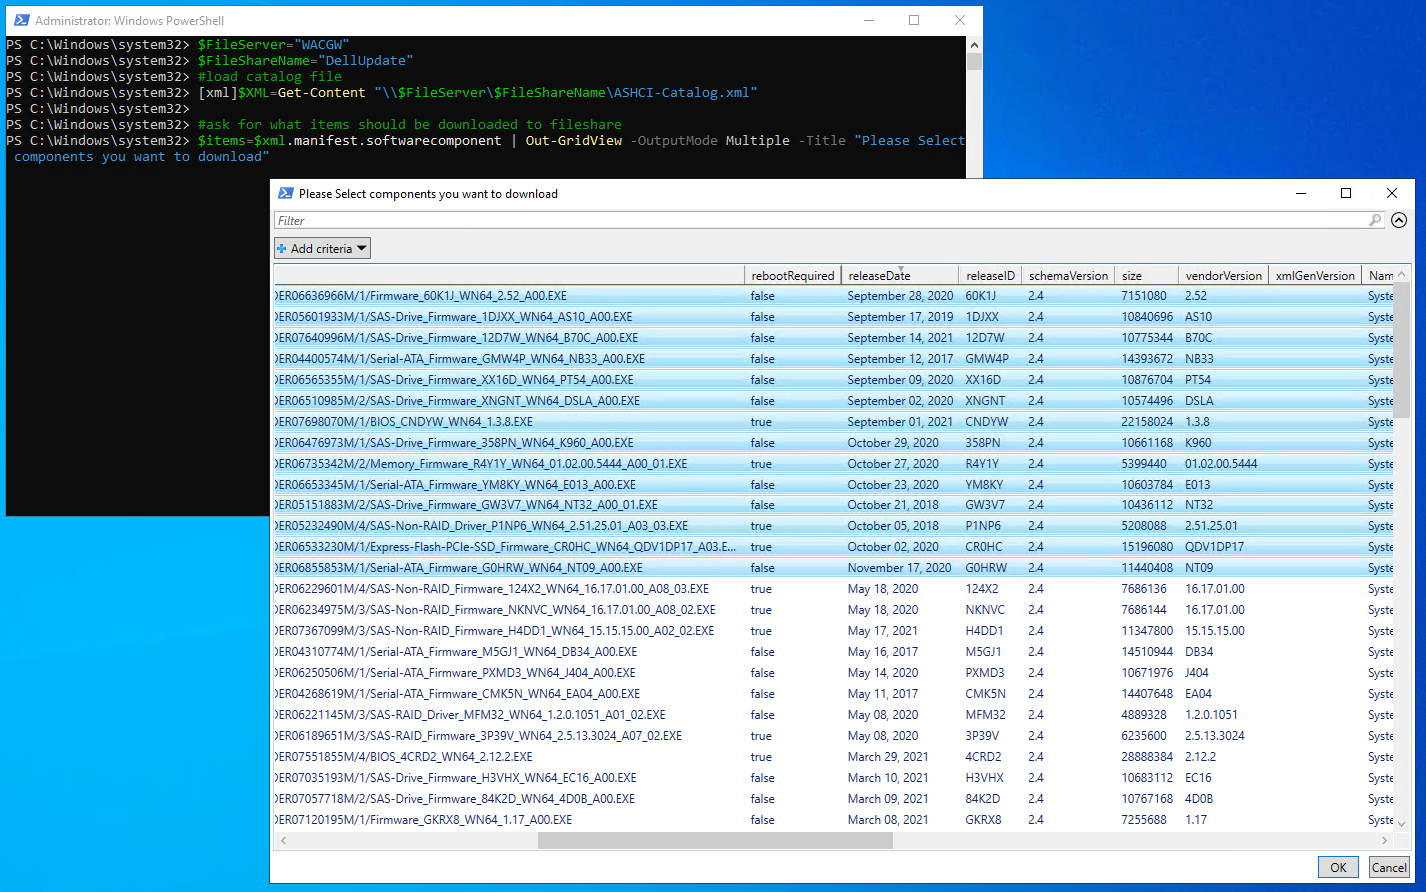 Administrator: Windows PowerShell
PS C:\Windows\system32> $FileServer="WACGW"
PS C:\Windows\system32> $FileShareName="DellUpdate"
PS C:\Windows\system32> #load catalog file
PS C:\Windows\system32> [xml]$XML=Get-Content "\\$FileServer\$FileShareName\ASHCI-Catalog.xml"
PS C:\Windows\system32>
PS C:\Windows\system32> #ask for what items should be downloaded to fileshare
PS C:\Windows\system32> $items=$xml.manifest.softwarecomponent | Out-GridView -OutputMode Multiple -Title "Please Select
components you want to download"
Please Select components you want to download
Filter
Add criteria
rebootRequired releaseDate releaseID schemaVersion size vendorVersion xmlGenVersion Nam
DER06636966M/1/Firmware_60K1J_WN64_2.52_A00.EXE false September 28, 2020 60K1J 2.4 7151080 2.52 Syste
DER05601933M/1/SAS-Drive_Firmware_1DJXX_WN64_AS10_A00.EXE false September 17, 2019 1DJXX 2.4 10840696 AS10 Syste
DER07640996M/1/SAS-Drive_Firmware_12D7W_WN64_B70C_A00.EXE false September 14, 2021 12D7W 2.4 10775344 B70C Syste
DER04400574M/1/Serial-ATA_Firmware_GMW4P_WN64_NB33_A00.EXE false September 12, 2017 GMW4P 2.4 14393672 NB33 Syste
DER06565355M/1/SAS-Drive_Firmware_XX16D_WN64_PT54_A00.EXE false September 09, 2020 XX16D 2.4 10876704 PT54 Syste
DER06510985M/2/SAS-Drive_Firmware_XNGNT_WN64_DSLA_A00.EXE false September 02, 2020 XNGNT 2.4 10574496 DSLA Syste
DER07698070M/1/BIOS_CNDYW_WN64_1.3.8.EXE true September 01, 2021 CNDYW 2.4 22158024 1.3.8 Syste
DER06476973M/1/SAS-Drive_Firmware_358PN_WN64_K960_A00.EXE false October 29, 2020 358PN 2.4 10661168 K960 Syste
DER06735342M/2/Memory_Firmware_R4Y1Y_WN64_01.02.00.5444_A00_01.EXE true October 27, 2020 R4Y1Y 2.4 5399440 01.02.00.5444 Syste
DER06653345M/1/Serial-ATA_Firmware_YM8KY_WN64_E013_A00.EXE false October 23, 2020 YM8KY 2.4 10603784 E013 Syste
DER05151883M/2/SAS-Drive_Firmware_GW3V7_WN64_NT32_A00_01.EXE false October 21, 2018 GW3V7 2.4 10436112 NT32 Syste
DER05232490M/4/SAS-Non-RAID_Driver_P1NP6_WN64_2.51.25.01_A03_03.EXE true October 05, 2018 P1NP6 2.4 5208088 2.51.25.01 Syste
DER06533230M/1/Express-Flash-PCIe-SSD_Firmware_CR0HC_WN64_QDV1DP17_A03.E... true October 02, 2020 CR0HC 2.4 15196080 QDV1DP17 Syste
DER06855853M/1/Serial-ATA_Firmware_G0HRW_WN64_NT09_A00.EXE false November 17, 2020 G0HRW 2.4 11440408 NT09 Syste
DER06229601M/4/SAS-Non-RAID_Firmware_124X2_WN64_16.17.01.00_A08_03.EXE true May 18, 2020 124X2 2.4 7686136 16.17.01.00 Syste
DER06234975M/3/SAS-Non-RAID_Firmware_NKNVC_WN64_16.17.01.00_A08_02.EXE true May 18, 2020 NKNVC 2.4 7686144 16.17.01.00 Syste
DER07367099M/3/SAS-Non-RAID_Firmware_H4DD1_WN64_15.15.15.00_A02_02.EXE true May 17, 2021 H4DD1 2.4 11347800 15.15.15.00 Syste
DER04310774M/1/Serial-ATA_Firmware_M5GJ1_WN64_DB34_A00.EXE false May 16, 2017 M5GJ1 2.4 14510944 DB34 Syste
DER06250506M/1/Serial-ATA_Firmware_PXMD3_WN64_J404_A00.EXE false May 14, 2020 PXMD3 2.4 10671976 J404 Syste
DER04268619M/1/Serial-ATA_Firmware_CMK5N_WN64_EA04_A00.EXE false May 11, 2017 CMK5N 2.4 14407648 EA04 Syste
DER06221145M/3/SAS-RAID_Driver_MFM32_WN64_1.2.0.1051_A01_02.EXE false May 08, 2020 MFM32 2.4 4889328 1.2.0.1051 Syste
DER06189651M/3/SAS-RAID_Firmware_3P39V_WN64_2.5.13.3024_A07_02.EXE true May 08, 2020 3P39V 2.4 6235600 2.5.13.3024 Syste
DER07551855M/4/BIOS_4CRD2_WN64_2.12.2.EXE true March 29, 2021 4CRD2 2.4 28888384 2.12.2 Syste
DER07035193M/1/SAS-Drive_Firmware_H3VHX_WN64_EC16_A00.EXE false March 10, 2021 H3VHX 2.4 10683112 EC16 Syste
DER07057718M/2/SAS-Drive_Firmware_84K2D_WN64_4D0B_A00.EXE false March 09, 2021 84K2D 2.4 10767168 4D0B Syste
DER07120195M/1/Firmware_GKRX8_WN64_1.17_A00.EXE false March 08, 2021 GKRX8 2.4 7255688 1.17 Syste
OK Cancel